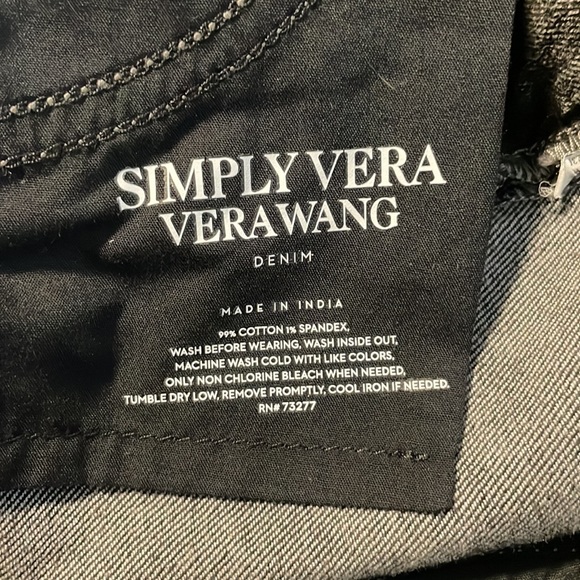 SIMPLY VERA
VERA WANG
DENIM
MADE IN INDIA
99% COTTON 1% SPANDEX,
WASH BEFORE WEARING, WASH INSIDE OUT,
MACHINE WASH COLD WITH LIKE COLORS,
ONLY NON CHLORINE BLEACH WHEN NEEDED,
TUMBLE DRY LOW, REMOVE PROMPTLY, COOL IRON IF NEEDED.
RN# 73277